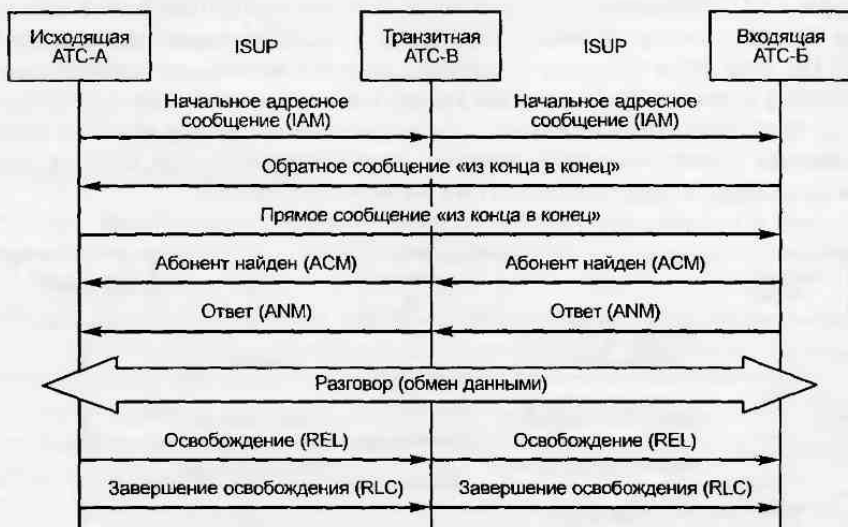 Исходящая
АТС-А
ISUP
Транзитная
АТС-В
ISUP
Входящая
АТС-Б
Начальное адресное
сообщение (IAM)
Начальное адресное
сообщение (IAM)
Обратное сообщение «из конца в конец»
Прямое сообщение «из конца в конец»
Абонент найден (ACM)
Абонент найден (ACM)
Ответ (ANM)
Ответ (ANM)
Разговор (обмен данными)
Освобождение (REL)
Освобождение (REL)
Завершение освобождения (RLC)
Завершение освобождения (RLC)